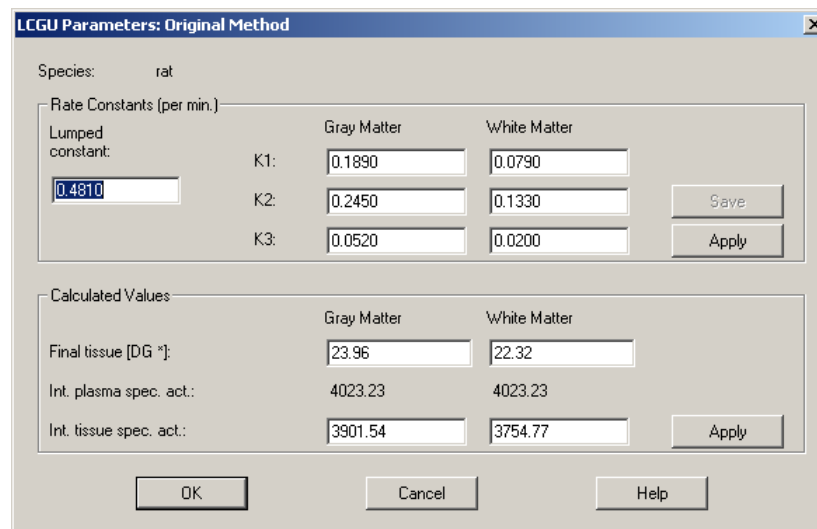 LCGU Parameters: Original Method
Species: rat
Rate Constants (per min.)
Lumped constant:
0.4810
Gray Matter White Matter
K1: 0.1890 0.0790
K2: 0.2450 0.1330 Save
K3: 0.0520 0.0200 Apply
Calculated Values
Gray Matter White Matter
Final tissue [DG *]: 23.96 22.32
Int. plasma spec. act.: 4023.23 4023.23
Int. tissue spec. act.: 3901.54 3754.77 Apply
OK Cancel Help